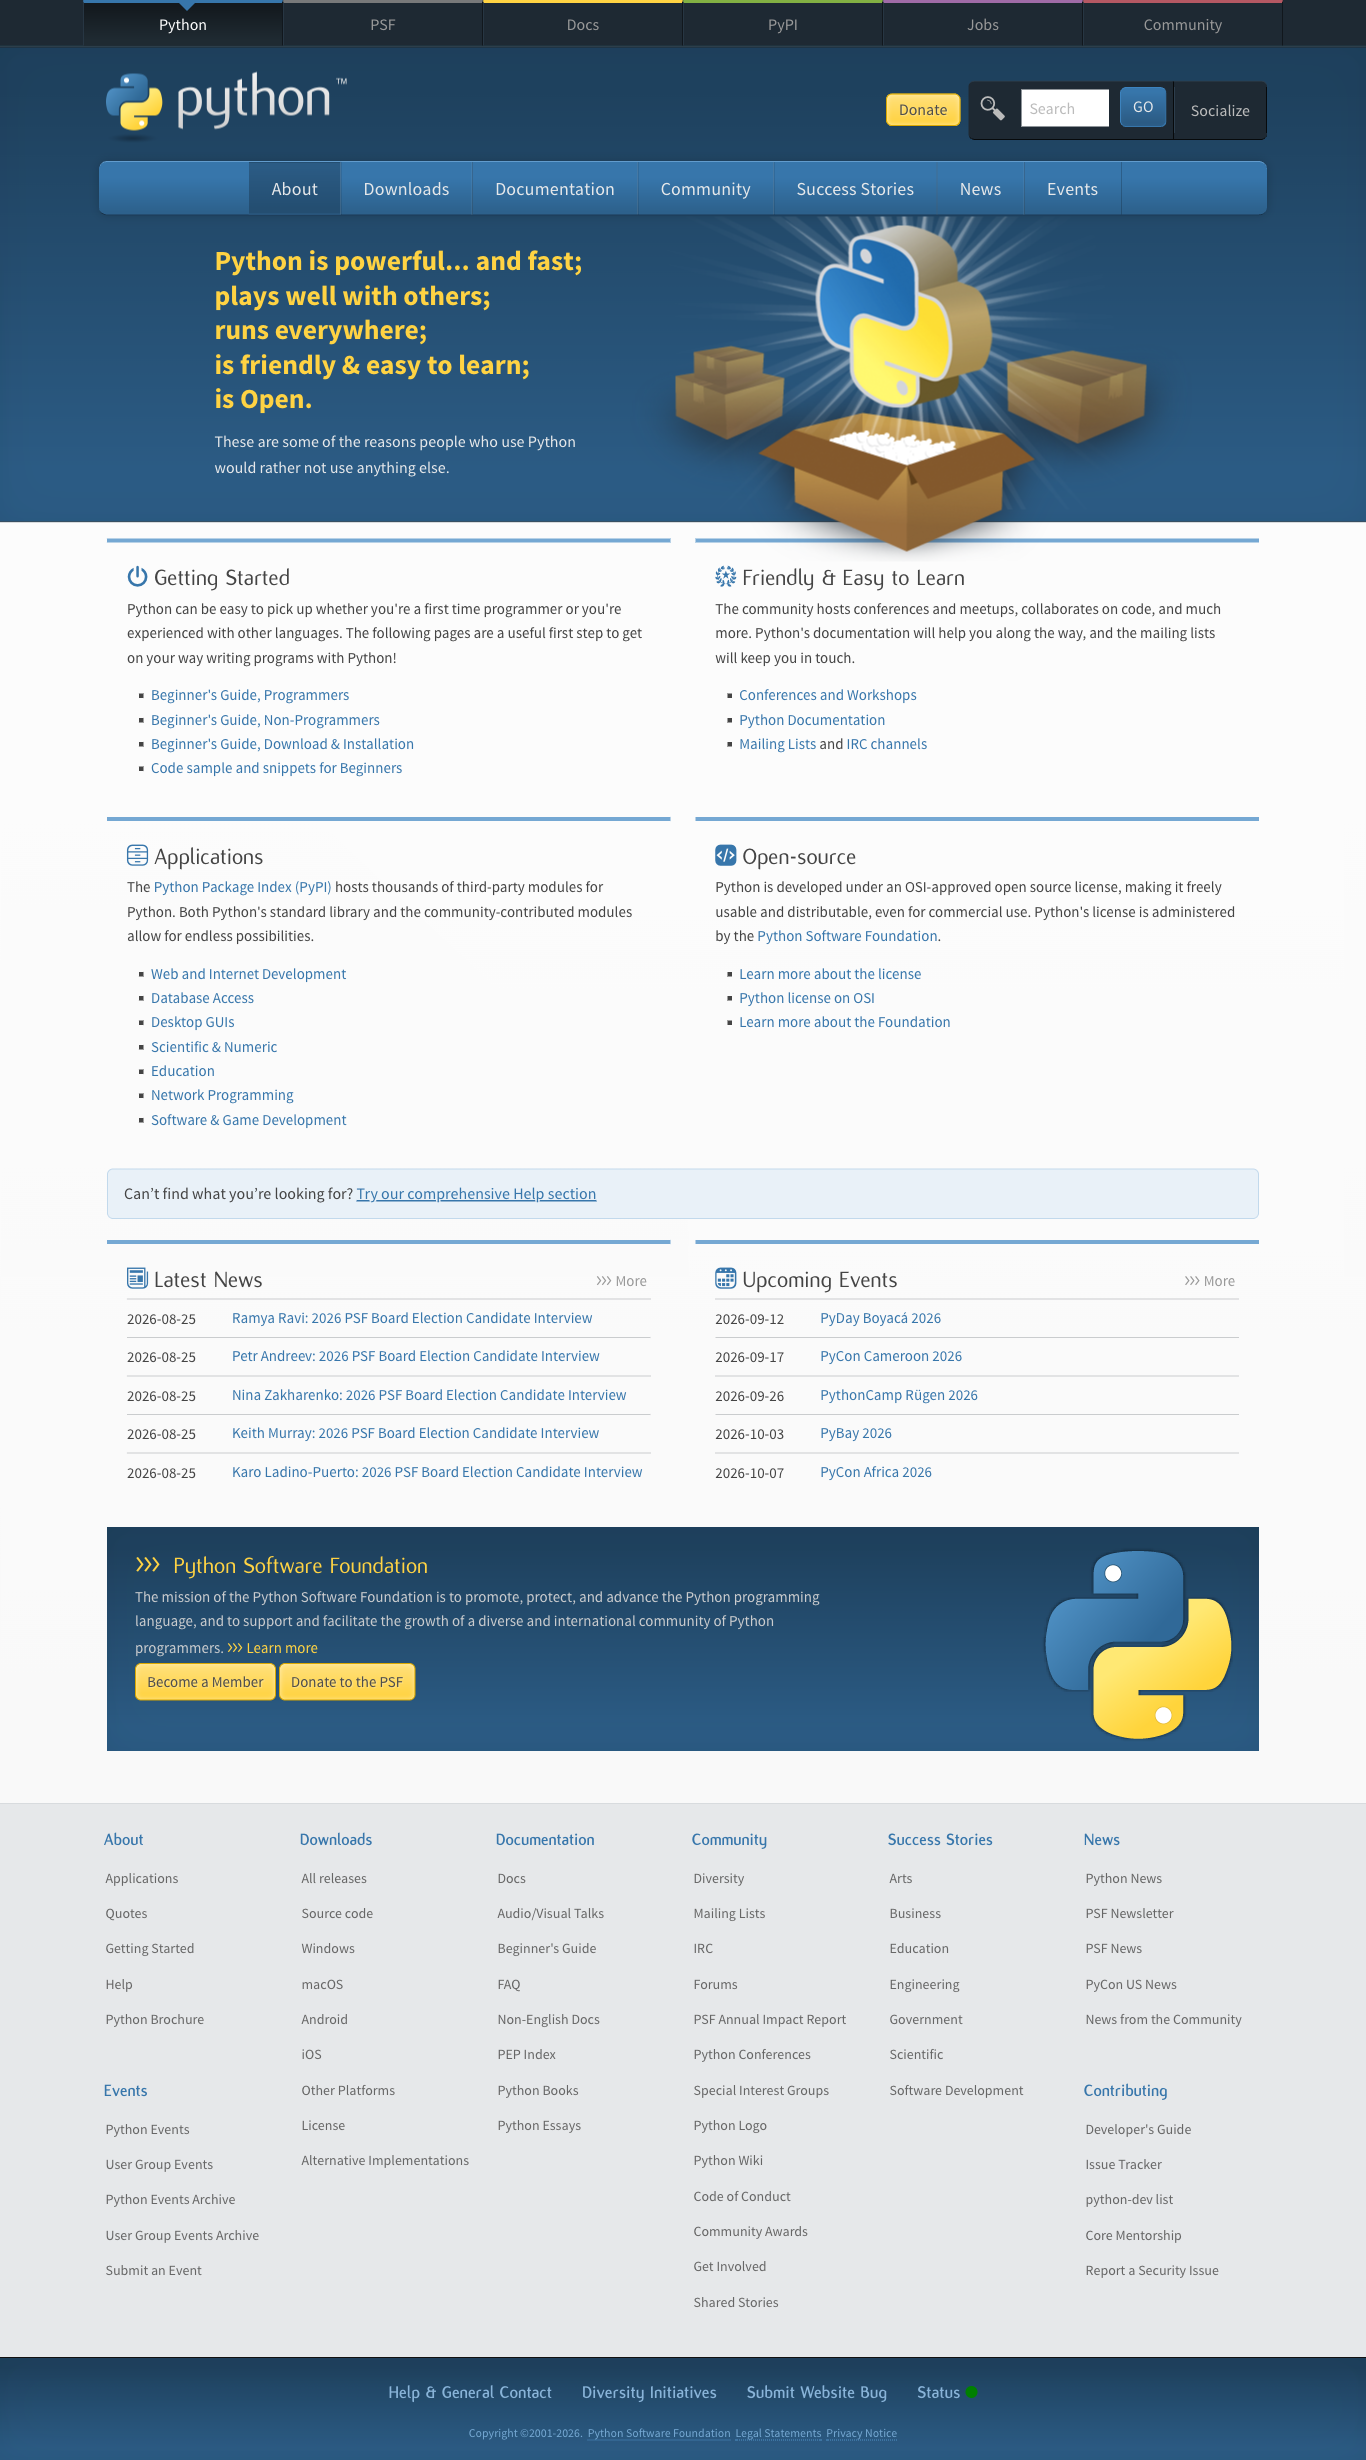 Python
PSF
Docs
PyPI
Jobs
Community
python™
Donate
Search
GO
Socialize
About
Downloads
Documentation
Community
Success Stories
News
Events
Python is powerful... and fast;
plays well with others;
runs everywhere;
is friendly & easy to learn;
is Open.
These are some of the reasons people who use Python
would rather not use anything else.
Getting Started
Python can be easy to pick up whether you're a first time programmer or you're
experienced with other languages. The following pages are a useful first step to get
on your way writing programs with Python!
Beginner's Guide, Programmers
Beginner's Guide, Non-Programmers
Beginner's Guide, Download & Installation
Code sample and snippets for Beginners
Friendly & Easy to Learn
The community hosts conferences and meetups, collaborates on code, and much
more. Python's documentation will help you along the way, and the mailing lists
will keep you in touch.
Conferences and Workshops
Python Documentation
Mailing Lists and IRC channels
Applications
The Python Package Index (PyPI) hosts thousands of third-party modules for
Python. Both Python's standard library and the community-contributed modules
allow for endless possibilities.
Web and Internet Development
Database Access
Desktop GUIs
Scientific & Numeric
Education
Network Programming
Software & Game Development
Open-source
Python is developed under an OSI-approved open source license, making it freely
usable and distributable, even for commercial use. Python's license is administered
by the Python Software Foundation.
Learn more about the license
Python license on OSI
Learn more about the Foundation
Can’t find what you’re looking for? Try our comprehensive Help section
Latest News
>>> More
2026-08-25 Ramya Ravi: 2026 PSF Board Election Candidate Interview
2026-08-25 Petr Andreev: 2026 PSF Board Election Candidate Interview
2026-08-25 Nina Zakharenko: 2026 PSF Board Election Candidate Interview
2026-08-25 Keith Murray: 2026 PSF Board Election Candidate Interview
2026-08-25 Karo Ladino-Puerto: 2026 PSF Board Election Candidate Interview
Upcoming Events
>>> More
2026-09-12 PyDay Boyacá 2026
2026-09-17 PyCon Cameroon 2026
2026-09-26 PythonCamp Rügen 2026
2026-10-03 PyBay 2026
2026-10-07 PyCon Africa 2026
>>> Python Software Foundation
The mission of the Python Software Foundation is to promote, protect, and advance the Python programming
language, and to support and facilitate the growth of a diverse and international community of Python
programmers. >>> Learn more
Become a Member
Donate to the PSF
About
Applications
Quotes
Getting Started
Help
Python Brochure
Events
Python Events
User Group Events
Python Events Archive
User Group Events Archive
Submit an Event
Downloads
All releases
Source code
Windows
macOS
Android
iOS
Other Platforms
License
Alternative Implementations
Documentation
Docs
Audio/Visual Talks
Beginner's Guide
FAQ
Non-English Docs
PEP Index
Python Books
Python Essays
Community
Diversity
Mailing Lists
IRC
Forums
PSF Annual Impact Report
Python Conferences
Special Interest Groups
Python Logo
Python Wiki
Code of Conduct
Community Awards
Get Involved
Shared Stories
Success Stories
Arts
Business
Education
Engineering
Government
Scientific
Software Development
News
Python News
PSF Newsletter
PSF News
PyCon US News
News from the Community
Contributing
Developer's Guide
Issue Tracker
python-dev list
Core Mentorship
Report a Security Issue
Help & General Contact
Diversity Initiatives
Submit Website Bug
Status
Copyright ©2001-2026. Python Software Foundation Legal Statements Privacy Notice